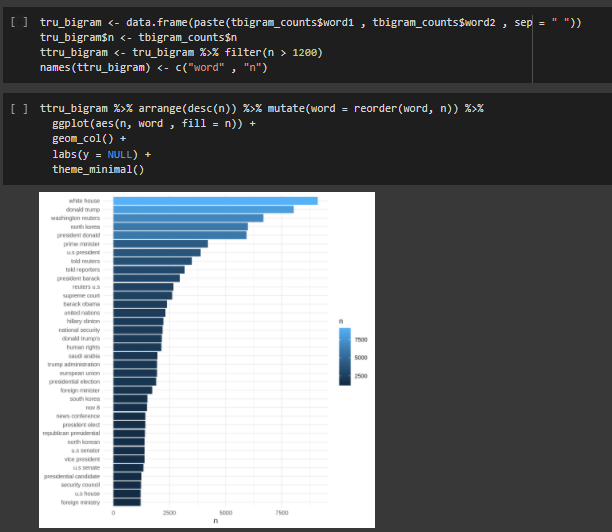 [ ] tru_bigram <- data.frame(paste(tbigram_counts$word1 , tbigram_counts$word2 , sep = " "))
tru_bigram$n <- tbigram_counts$n
ttru_bigram <- tru_bigram %>% filter(n > 1200)
names(ttru_bigram) <- c("word" , "n")
[ ] ttru_bigram %>% arrange(desc(n)) %>% mutate(word = reorder(word, n)) %>%
ggplot(aes(n, word , fill = n)) +
geom_col() +
labs(y = NULL) +
theme_minimal()
white house
donald trump
washington reuters
north korea
president donald
prime minister
u.s president
told reuters
told reporters
president barack
reuters u.s
supreme court
barack obama
united nations
hillary clinton
national security
donald trump's
human rights
saudi arabia
trump administration
european union
presidential election
foreign minister
south korea
nov 8
news conference
president elect
republican presidential
north korean
u.s senator
vice president
u.s senate
presidential candidate
security council
u.s house
foreign ministry
0 2500 5000 7500
n
n
7500
5000
2500